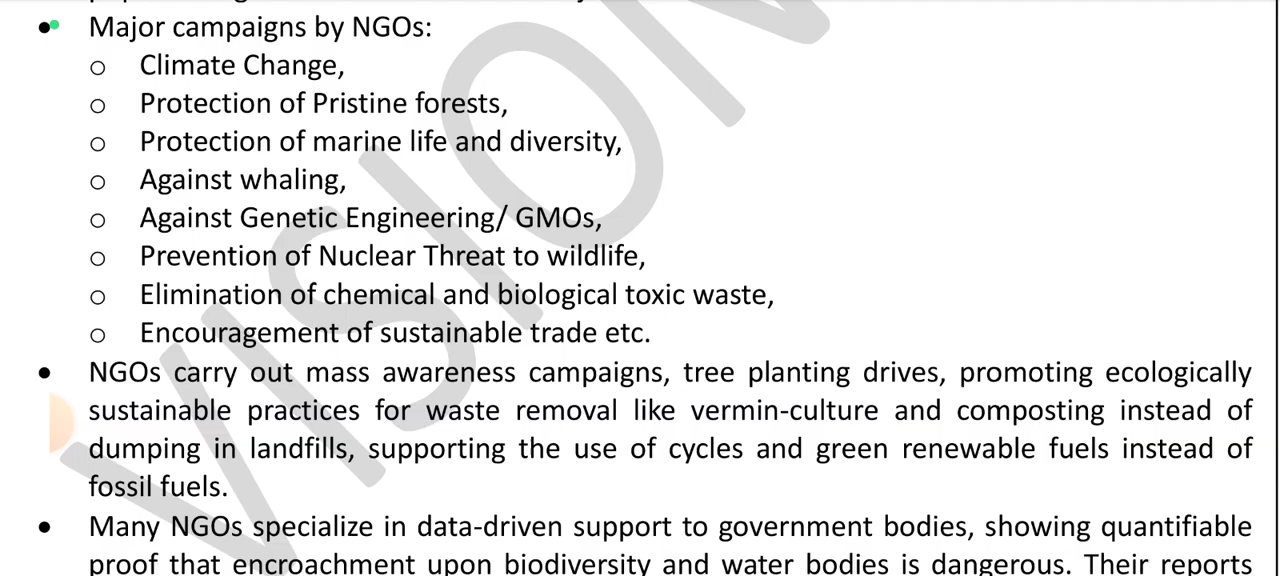 • Major campaigns by NGOs:
o Climate Change,
o Protection of Pristine forests,
o Protection of marine life and diversity,
o Against whaling,
o Against Genetic Engineering/ GMOs,
o Prevention of Nuclear Threat to wildlife,
o Elimination of chemical and biological toxic waste,
o Encouragement of sustainable trade etc.
• NGOs carry out mass awareness campaigns, tree planting drives, promoting ecologically
sustainable practices for waste removal like vermin-culture and composting instead of
dumping in landfills, supporting the use of cycles and green renewable fuels instead of
fossil fuels.
• Many NGOs specialize in data-driven support to government bodies, showing quantifiable
proof that encroachment upon biodiversity and water bodies is dangerous. Their reports
VISION